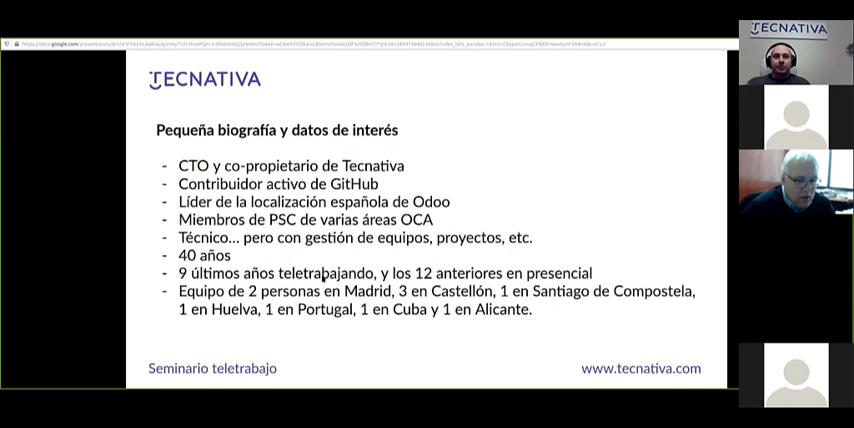 TECNATIVA
TECNATIVA
Pequeña biografía y datos de interés
- CTO y co-propietario de Tecnativa
- Contribuidor activo de GitHub
- Líder de la localización española de Odoo
- Miembros de PSC de varias áreas OCA
- Técnico... pero con gestión de equipos, proyectos, etc.
- 40 años
- 9 últimos años teletrabajando, y los 12 anteriores en presencial
- Equipo de 2 personas en Madrid, 3 en Castellón, 1 en Santiago de Compostela,
1 en Huelva, 1 en Portugal, 1 en Cuba y 1 en Alicante.
Seminario teletrabajo
www.tecnativa.com